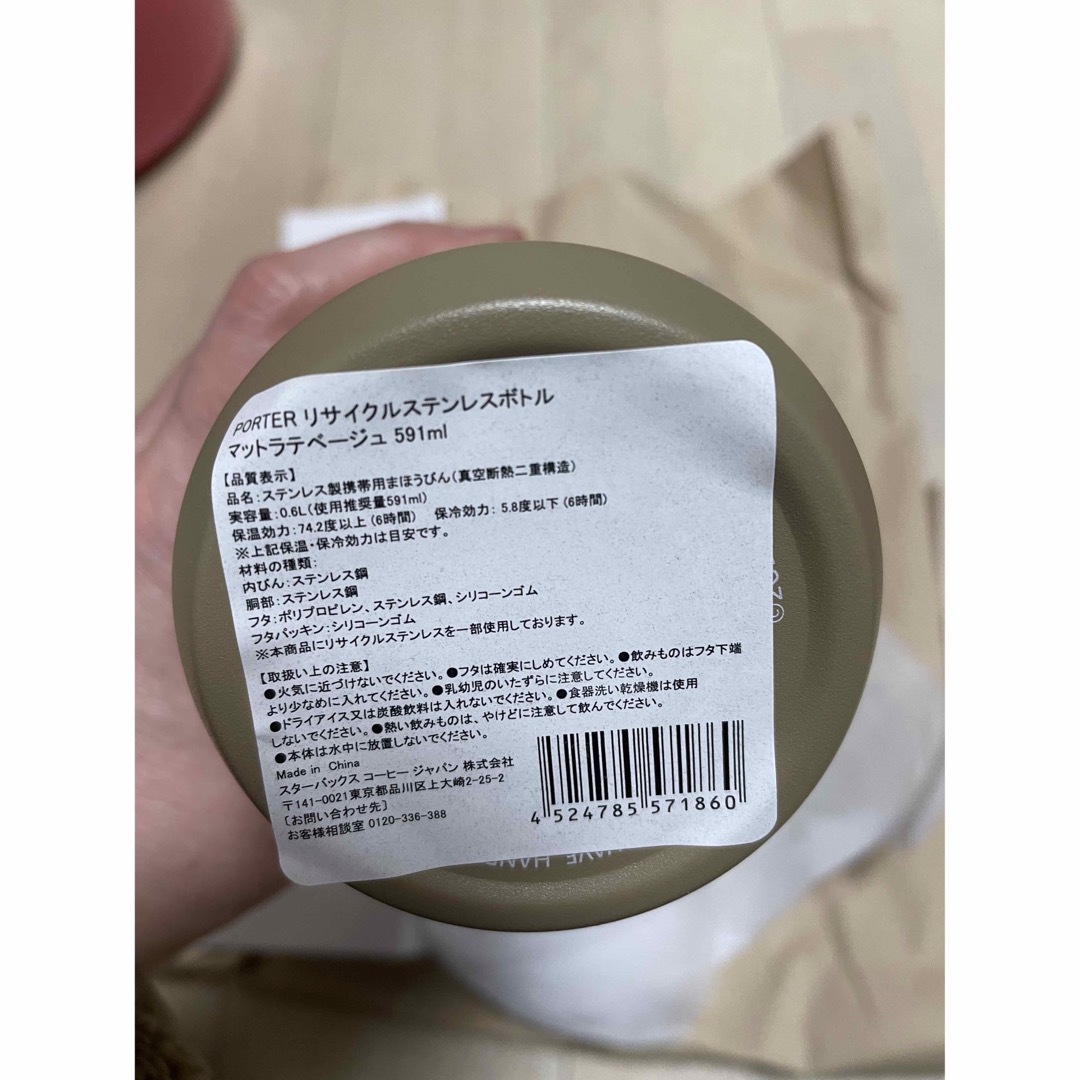 PORTER リサイクルステンレスボトル
マットラテベージュ 591ml
【品質表示】
品名:ステンレス製携帯用まほうびん(真空断熱二重構造)
実容量:0.6L(使用推奨量591ml)
保温効力:74.2度以上(6時間) 保冷効力: 5.8度以下(6時間)
※上記保温・保冷効力は目安です。
材料の種類:
内びん:ステンレス鋼
胴部:ステンレス鋼
フタ:ポリプロピレン、ステンレス鋼、シリコーンゴム
フタパッキン:シリコーンゴム
※本商品にリサイクルステンレスを一部使用しております。
【取扱い上の注意】
●火気に近づけないでください。●フタは確実にしめてください。●飲みものはフタ下端
より少なめに入れてください。●乳幼児のいたずらに注意してください。
●ドライアイス又は炭酸飲料は入れないでください。●食器洗い乾燥機は使用
しないでください。●熱い飲みものは、やけどに注意して飲んでください。
●本体は水中に放置しないでください。
Made in China
スターバックス コーヒー ジャパン 株式会社
〒141-0021東京都品川区上大崎2-25-2
[お問い合わせ先]
お客様相談室 0120-336-388
4 524785 571860
HAVE HAN